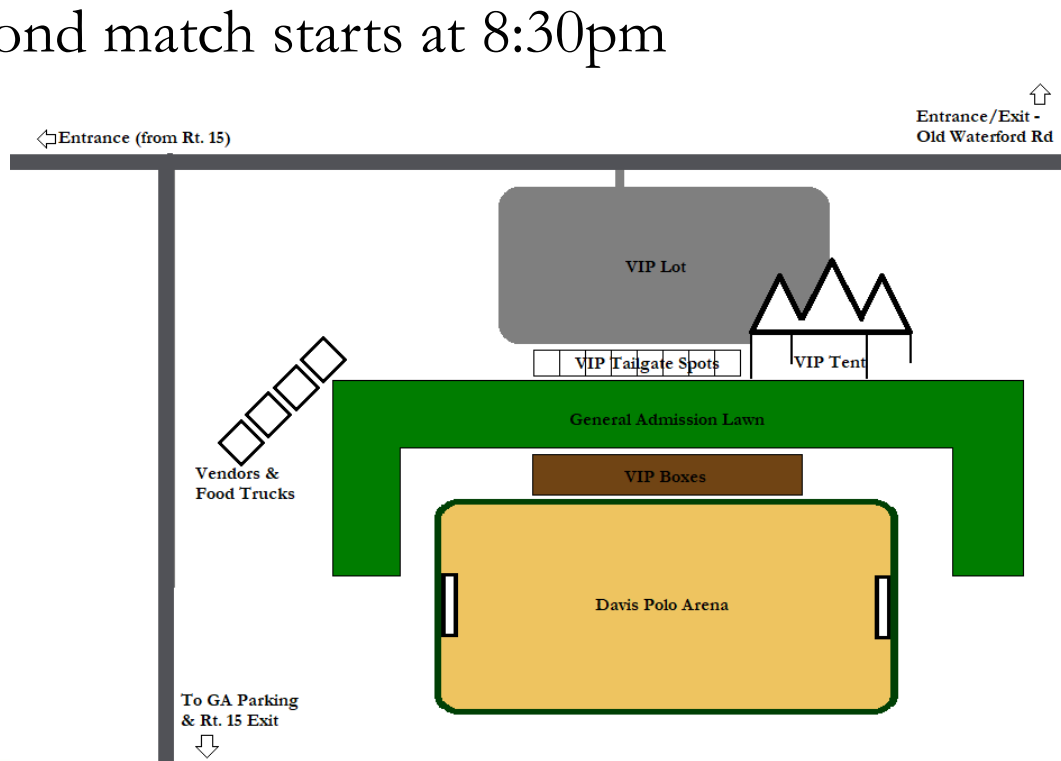 ond match starts at 8:30pm
Entrance/Exit -
Old Waterford Rd
Entrance (from Rt. 15)
VIP Lot
VIP Tailgate Spots
VIP Tent
General Admission Lawn
Vendors &
Food Trucks
VIP Boxes
Davis Polo Arena
To GA Parking
& Rt. 15 Exit